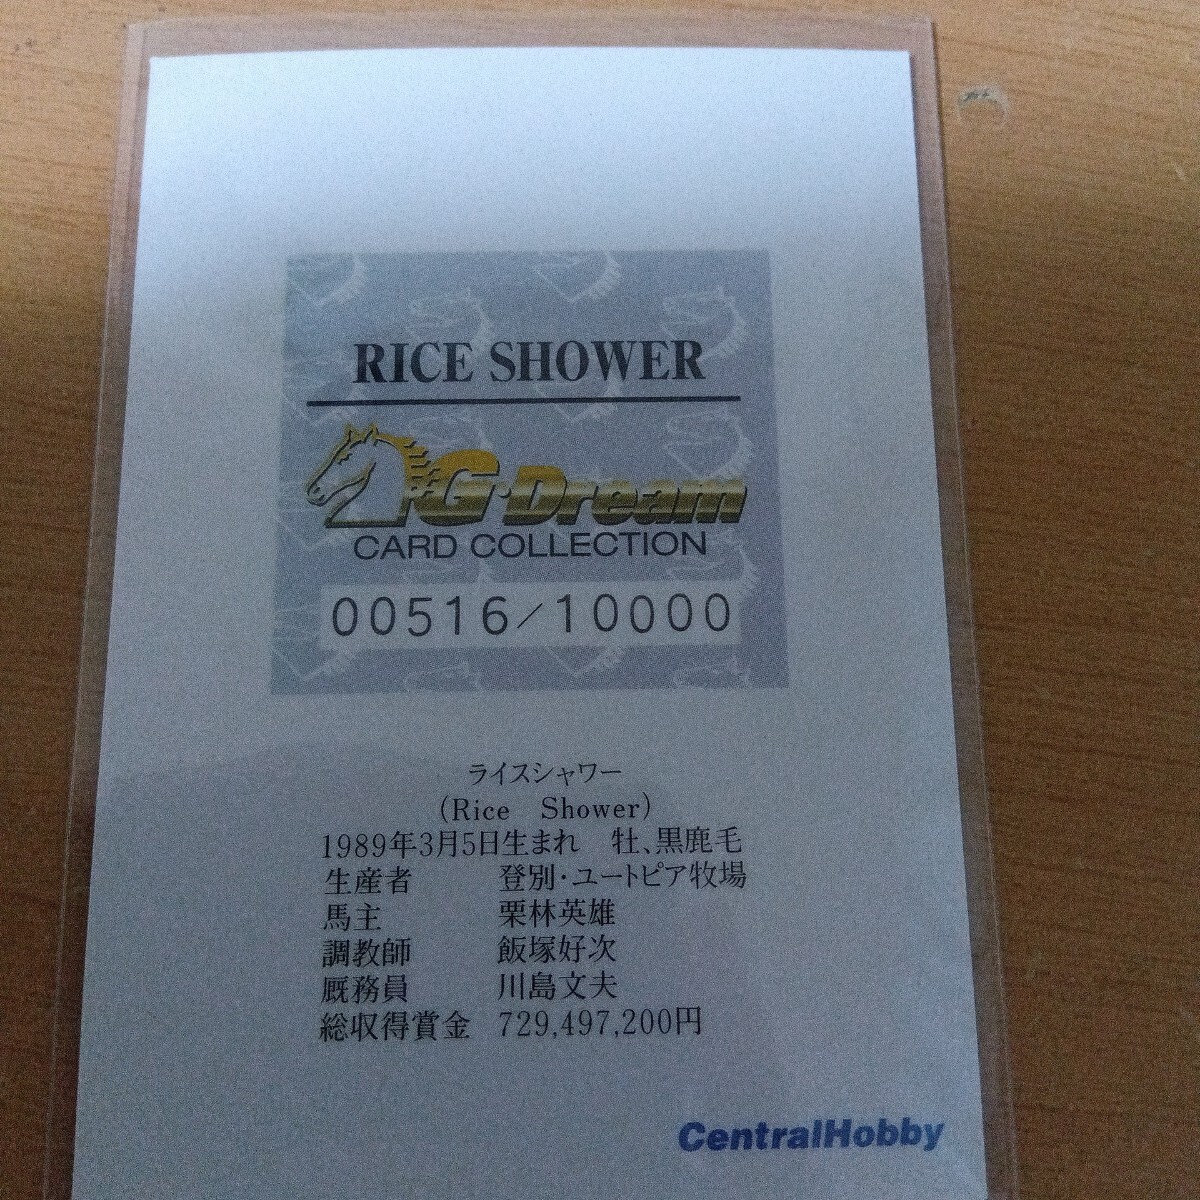 RICE SHOWER
G・Dream
CARD COLLECTION
00516/10000
ライスシャワー
(Rice Shower)
1989年3月5日生まれ 牡、黒鹿毛
生産者 登別・ユートピア牧場
馬主 栗林英雄
調教師 飯塚好次
厩務員 川島文夫
総収得賞金 729,497,200円
CentralHobby